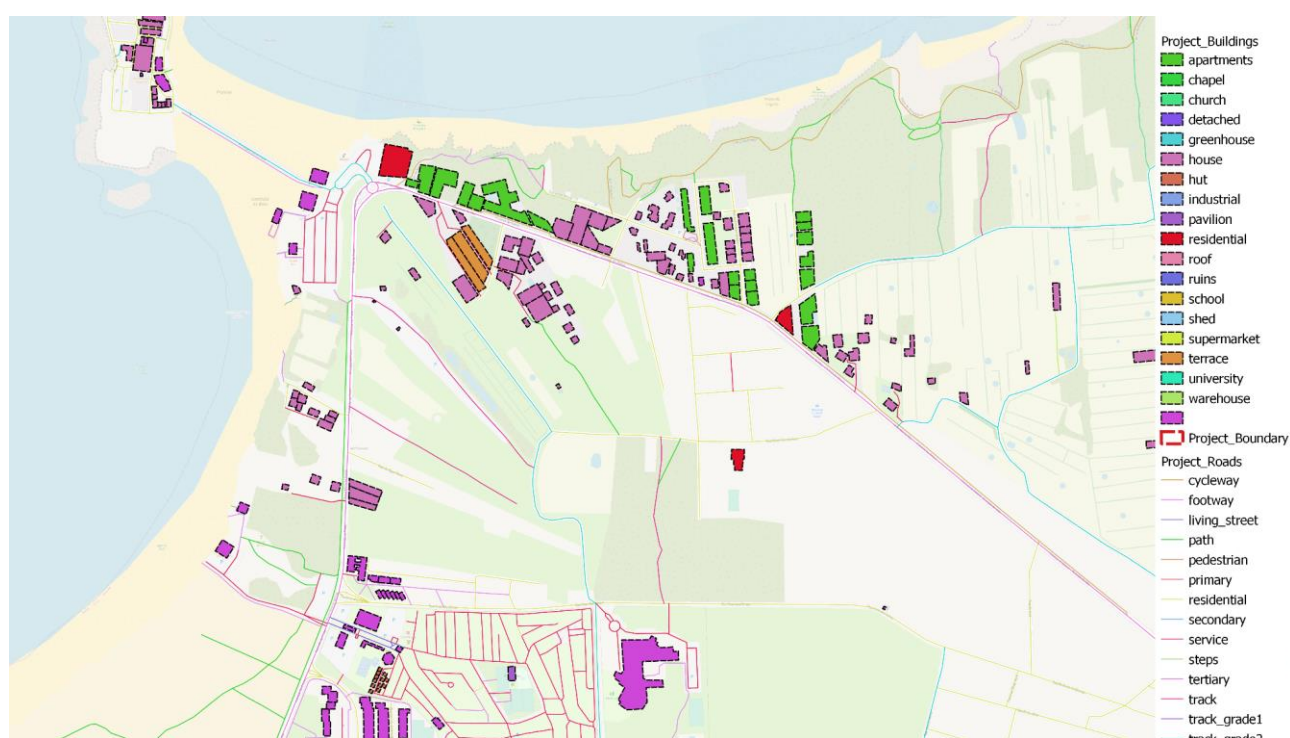 Project_Buildings
apartments
chapel
church
detached
greenhouse
house
hut
industrial
pavilion
residential
roof
ruins
school
shed
supermarket
terrace
university
warehouse
Project_Boundary
Project_Roads
cycleway
footway
living_street
path
pedestrian
primary
residential
secondary
service
steps
tertiary
track
track_grade1
track_grade2